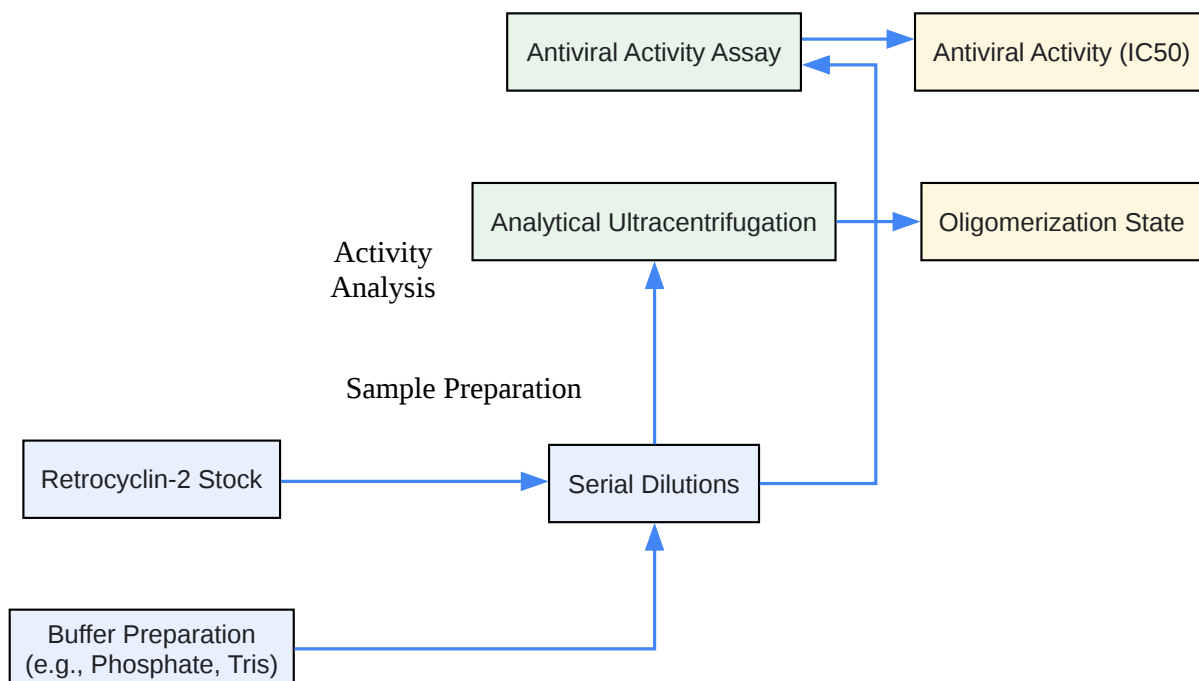 Antiviral Activity Assay
Antiviral Activity (IC50)
Analytical Ultracentrifugation
Oligomerization State
Activity
Analysis
Sample Preparation
Retrocyclin-2 Stock
Serial Dilutions
Buffer Preparation
(e.g., Phosphate, Tris)